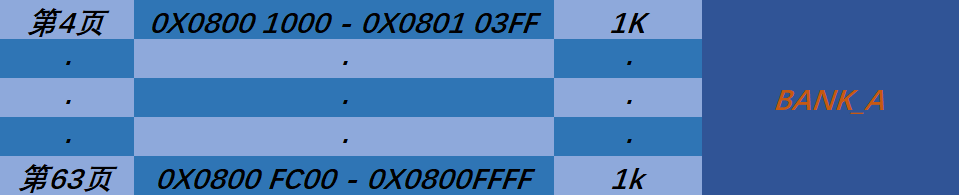 第4页 0X0800 1000 - 0X0801 03FF 1K
. . .
. . .
BANK_A
. . .
第63页 0X0800 FC00 - 0X0800FFFF 1k